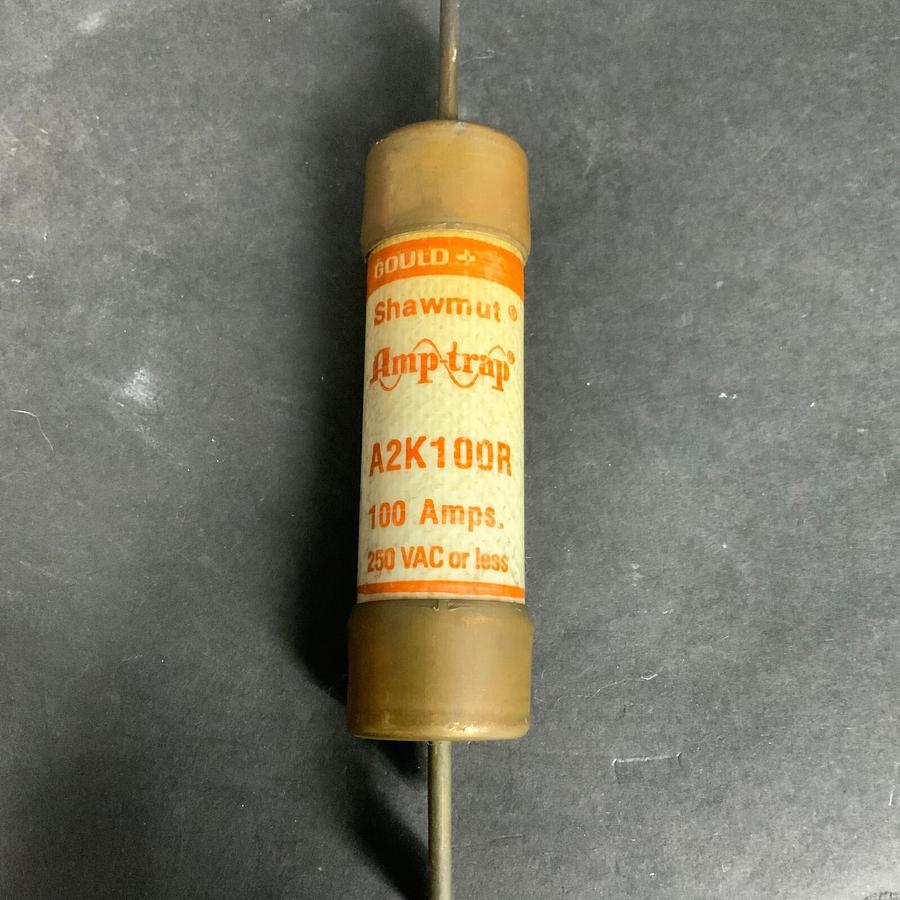 GOULD
Shawmut ®
Amp-trap®
A2K100R
100 Amps.
250 VAC or less